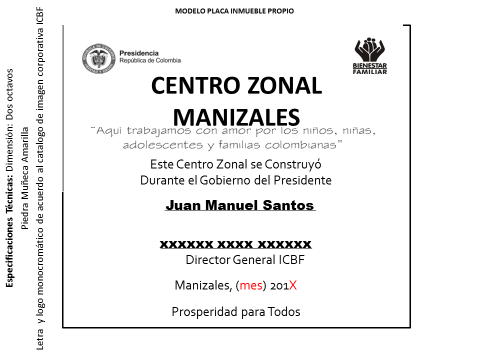 MODELO PLACA INMUEBLE PROPIO
Especificaciones Técnicas: Dimensión: Dos octavos
Piedra Muñeca Amarilla
Letra y logo monocromático de acuerdo al catalogo de imagen corporativa ICBF
Presidencia
República de Colombia
BIENESTAR
FAMILIAR
CENTRO ZONAL
MANIZALES
“Aquí trabajamos con amor por los niños, niñas,
adolescentes y familias colombianas”
Este Centro Zonal se Construyó
Durante el Gobierno del Presidente
Juan Manuel Santos
xxxxxx xxxx xxxxxx
Director General ICBF
Manizales, (mes) 201X
Prosperidad para Todos